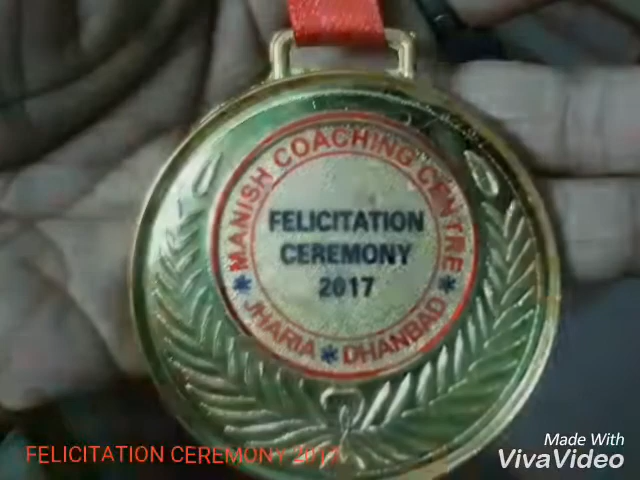 MANISH COACHING CENTRE
FELICITATION
CEREMONY
2017
* JHARIA * DHANBAD *
FELICITATION CEREMONY 2017
Made With
VivaVideo